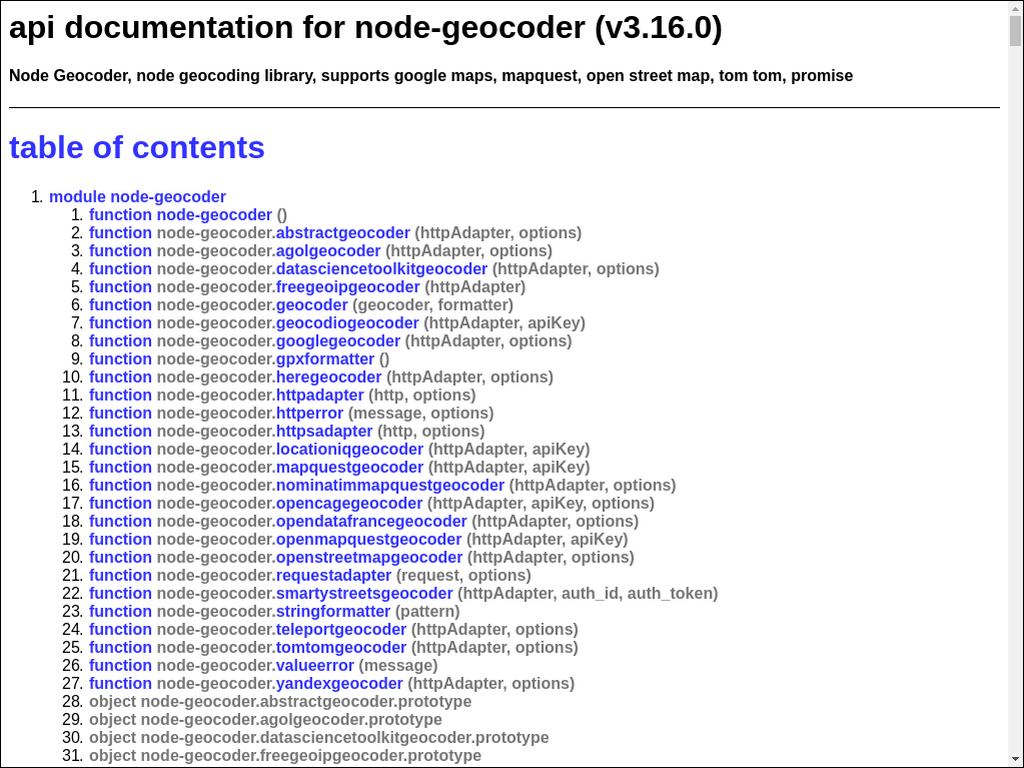 api documentation for node-geocoder (v3.16.0)
Node Geocoder, node geocoding library, supports google maps, mapquest, open street map, tom tom, promise
table of contents
1. module node-geocoder
1. function node-geocoder ()
2. function node-geocoder.abstractgeocoder (httpAdapter, options)
3. function node-geocoder.agolgeocoder (httpAdapter, options)
4. function node-geocoder.datasciencetoolkitgeocoder (httpAdapter, options)
5. function node-geocoder.freegeoipgeocoder (httpAdapter)
6. function node-geocoder.geocoder (geocoder, formatter)
7. function node-geocoder.geocodiogeocoder (httpAdapter, apiKey)
8. function node-geocoder.googlegeocoder (httpAdapter, options)
9. function node-geocoder.gpxformatter ()
10. function node-geocoder.heregeocoder (httpAdapter, options)
11. function node-geocoder.httpadapter (http, options)
12. function node-geocoder.httperror (message, options)
13. function node-geocoder.httpsadapter (http, options)
14. function node-geocoder.locationiqgeocoder (httpAdapter, apiKey)
15. function node-geocoder.mapquestgeocoder (httpAdapter, apiKey)
16. function node-geocoder.nominatimmapquestgeocoder (httpAdapter, options)
17. function node-geocoder.opencagegeocoder (httpAdapter, apiKey, options)
18. function node-geocoder.opendatafrancegeocoder (httpAdapter, options)
19. function node-geocoder.openmapquestgeocoder (httpAdapter, apiKey)
20. function node-geocoder.openstreetmapgeocoder (httpAdapter, options)
21. function node-geocoder.requestadapter (request, options)
22. function node-geocoder.smartystreetsgeocoder (httpAdapter, auth_id, auth_token)
23. function node-geocoder.stringformatter (pattern)
24. function node-geocoder.teleportgeocoder (httpAdapter, options)
25. function node-geocoder.tomtomgeocoder (httpAdapter, options)
26. function node-geocoder.valueerror (message)
27. function node-geocoder.yandexgeocoder (httpAdapter, options)
28. object node-geocoder.abstractgeocoder.prototype
29. object node-geocoder.agolgeocoder.prototype
30. object node-geocoder.datasciencetoolkitgeocoder.prototype
31. object node-geocoder.freegeoipgeocoder.prototype